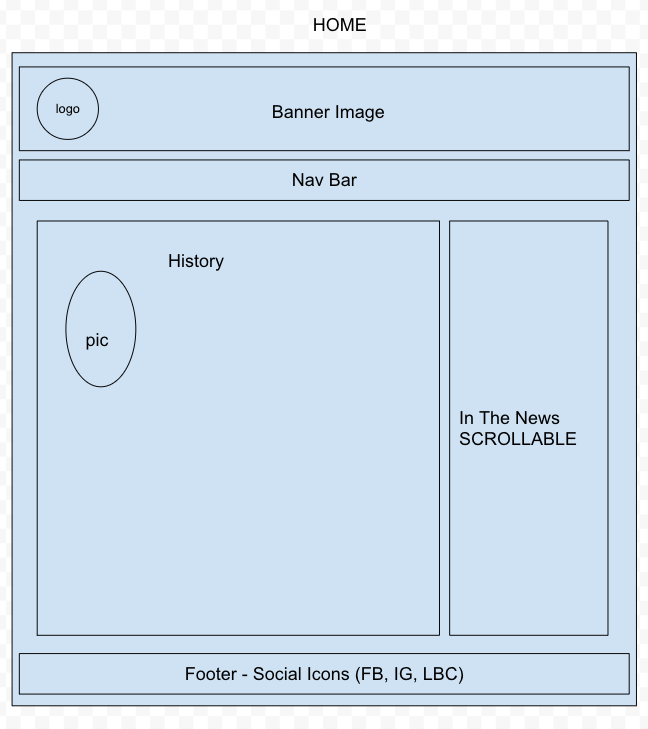 HOME
logo
Banner Image
Nav Bar
History
pic
In The News
SCROLLABLE
Footer - Social Icons (FB, IG, LBC)